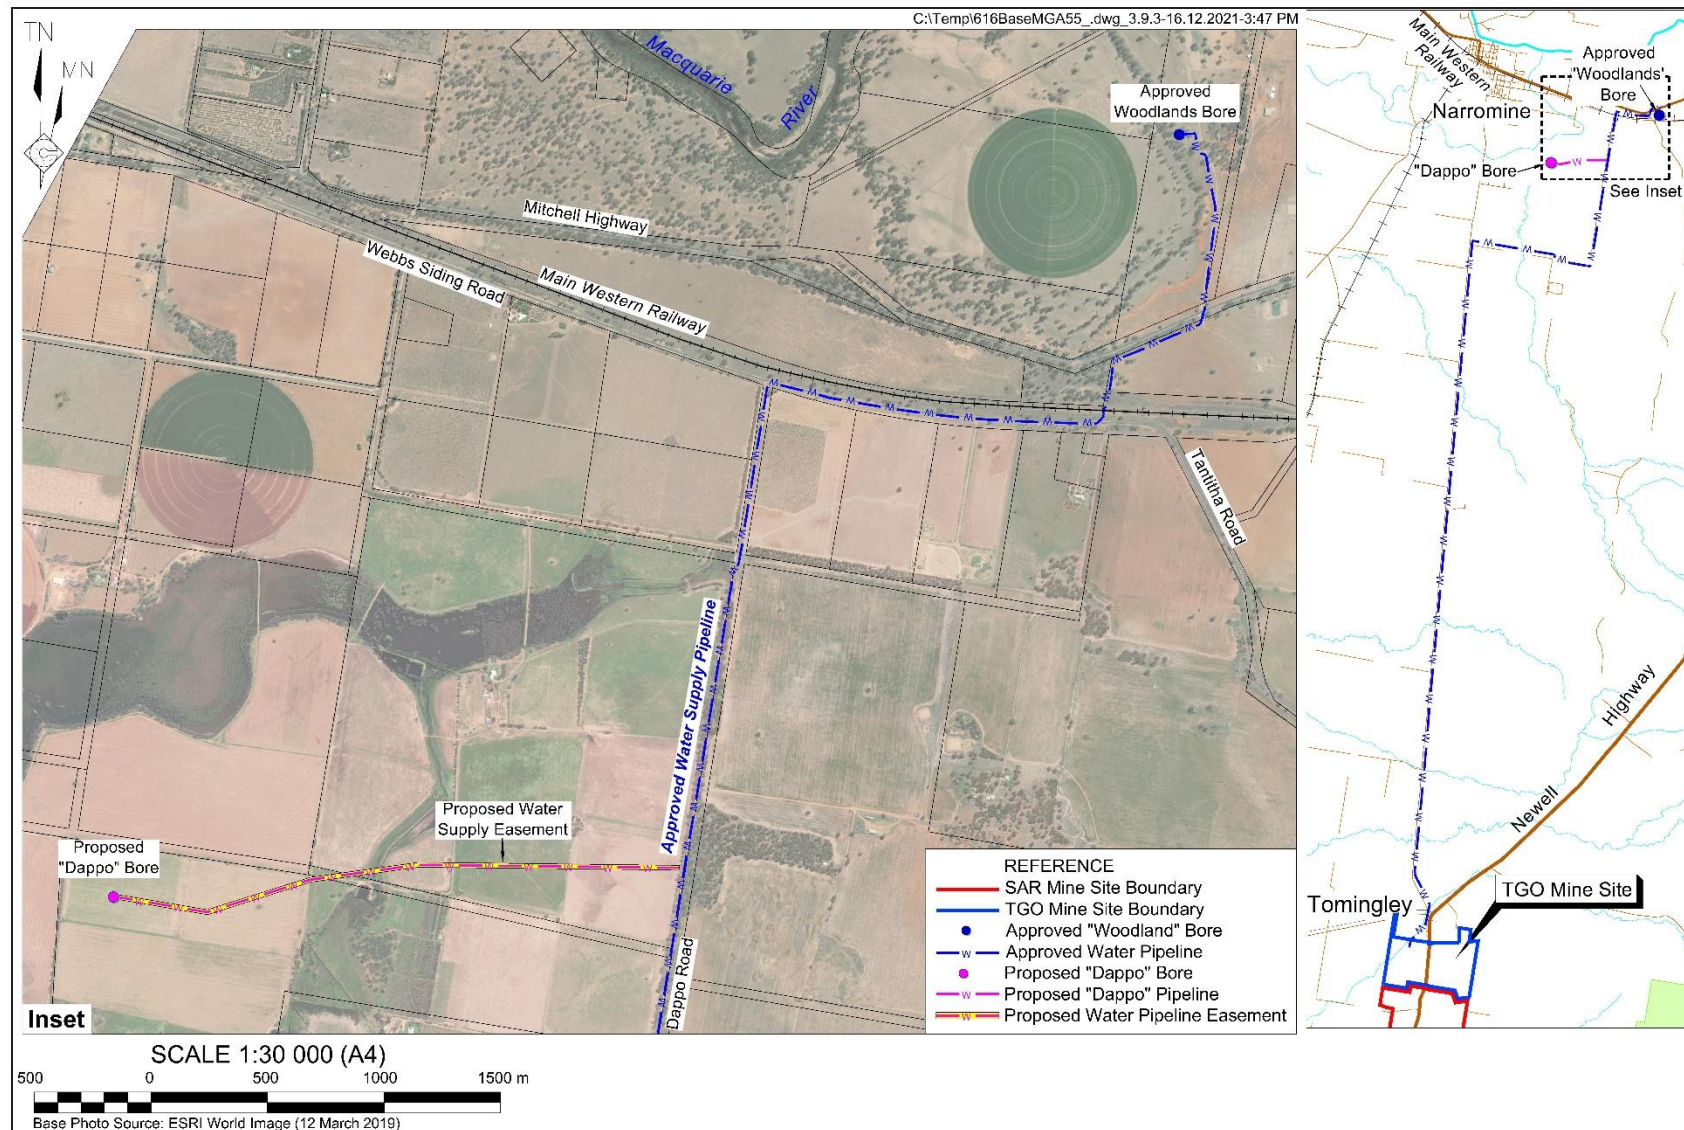 C:\Temp\616BaseMGA55_.dwg_3.9.3-16.12.2021-3:47 PM
TN
MN
Macquarie
River
Approved
Woodlands Bore
Mitchell Highway
Webbs Siding Road
Main Western Railway
Tantitha Road
Approved Water Supply Pipeline
Proposed Water
Supply Easement
Proposed
"Dappo" Bore
Dappo Road
Inset
REFERENCE
SAR Mine Site Boundary
TGO Mine Site Boundary
Approved "Woodland" Bore
W Approved Water Pipeline
Proposed "Dappo" Bore
W Proposed "Dappo" Pipeline
W Proposed Water Pipeline Easement
SCALE 1:30 000 (A4)
500 0 500 1000 1500 m
Base Photo Source: ESRI World Image (12 March 2019)
Main Western
Railway
Approved
'Woodlands'
Bore
Narromine
"Dappo" Bore
See Inset
Newell
Highway
Tomingley
TGO Mine Site